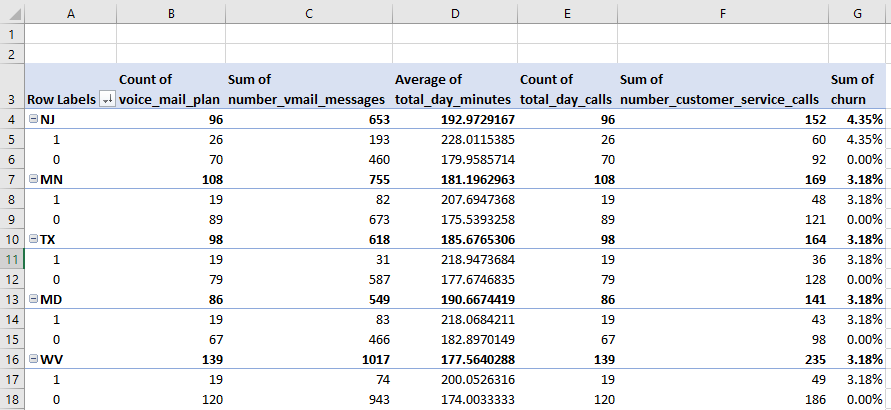 A B C D E F G
1
2
Count of Sum of Average of Count of Sum of Sum of
3 Row Labels voice_mail_plan number_vmail_messages total_day_minutes total_day_calls number_customer_service_calls churn
4 NJ 96 653 192.9729167 96 152 4.35%
5 1 26 193 228.0115385 26 60 4.35%
6 0 70 460 179.9585714 70 92 0.00%
7 MN 108 755 181.1962963 108 169 3.18%
8 1 19 82 207.6947368 19 48 3.18%
9 0 89 673 175.5393258 89 121 0.00%
10 TX 98 618 185.6765306 98 164 3.18%
11 1 19 31 218.9473684 19 36 3.18%
12 0 79 587 177.6746835 79 128 0.00%
13 MD 86 549 190.6674419 86 141 3.18%
14 1 19 83 218.0684211 19 43 3.18%
15 0 67 466 182.8970149 67 98 0.00%
16 WV 139 1017 177.5640288 139 235 3.18%
17 1 19 74 200.0526316 19 49 3.18%
18 0 120 943 174.0033333 120 186 0.00%